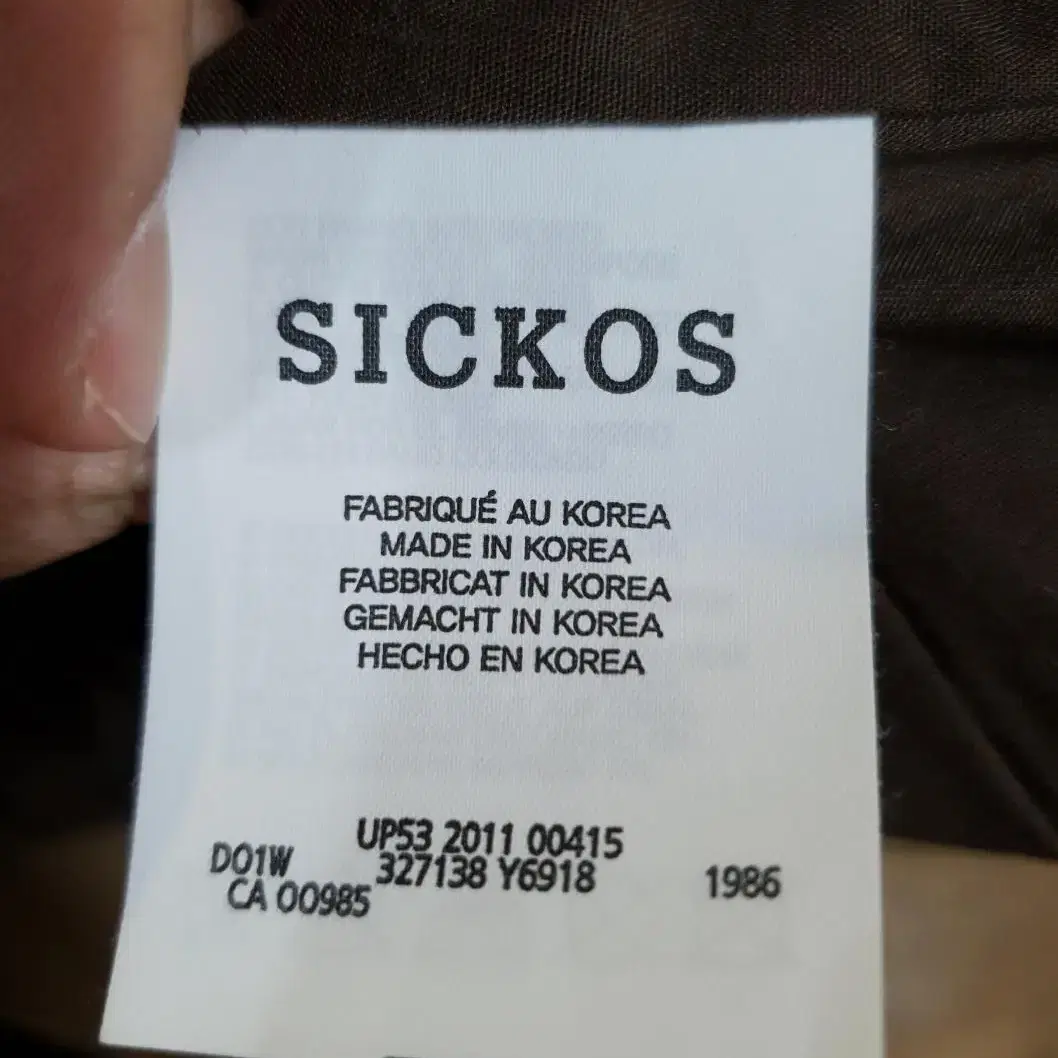 SICKOS
FABRIQUÉ AU KOREA
MADE IN KOREA
FABBRICAT IN KOREA
GEMACHT IN KOREA
HECHO EN KOREA
UP53 2011 00415
D01W 327138 Y6918 1986
CA 00985